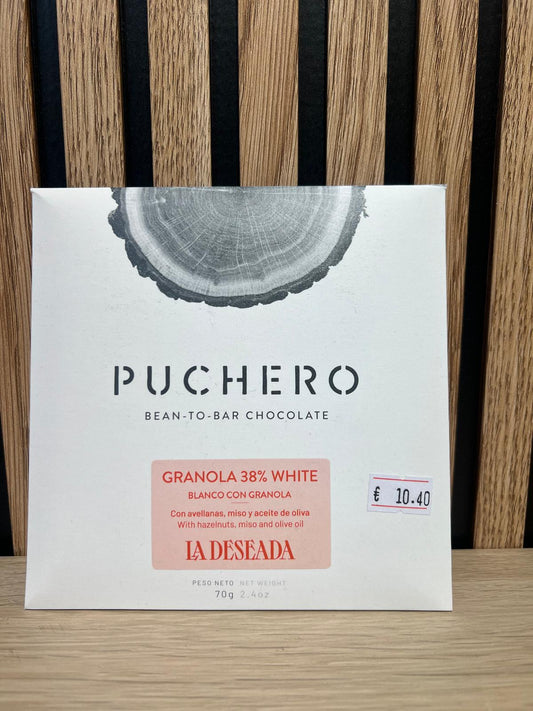 PUCHERO
BEAN-TO-BAR CHOCOLATE
GRANOLA 38% WHITE
BLANCO CON GRANOLA
Con avellanas, miso y aceite de oliva
With hazelnuts, miso and olive oil
LA DESEADA
€ 10.40
PESO NETO NET WEIGHT
70g 2.4oz